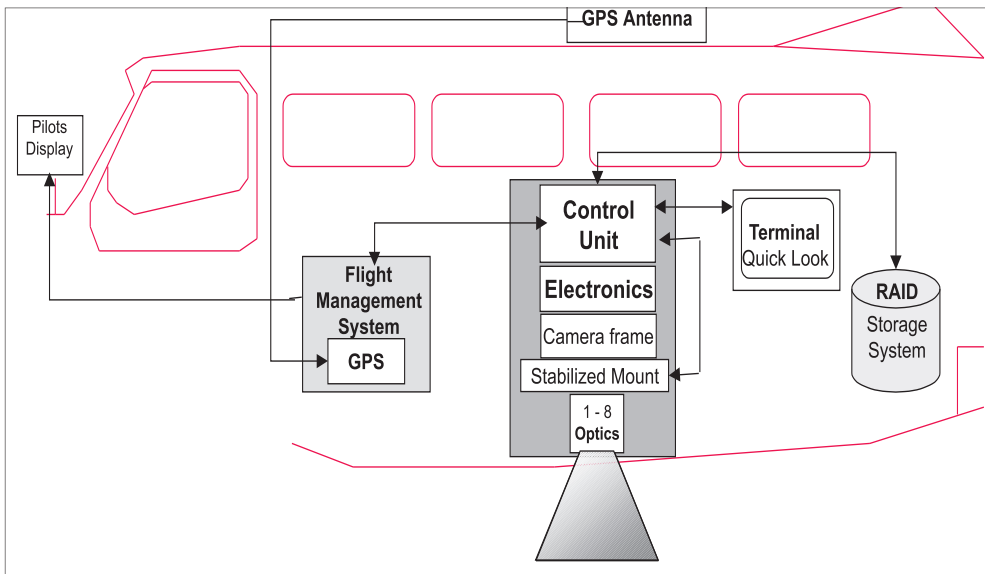 GPS Antenna
Pilots
Display
Control
Unit
Terminal
Quick Look
Flight
Management
System
GPS
Electronics
Camera frame
Stabilized Mount
1 - 8
Optics
RAID
Storage
System